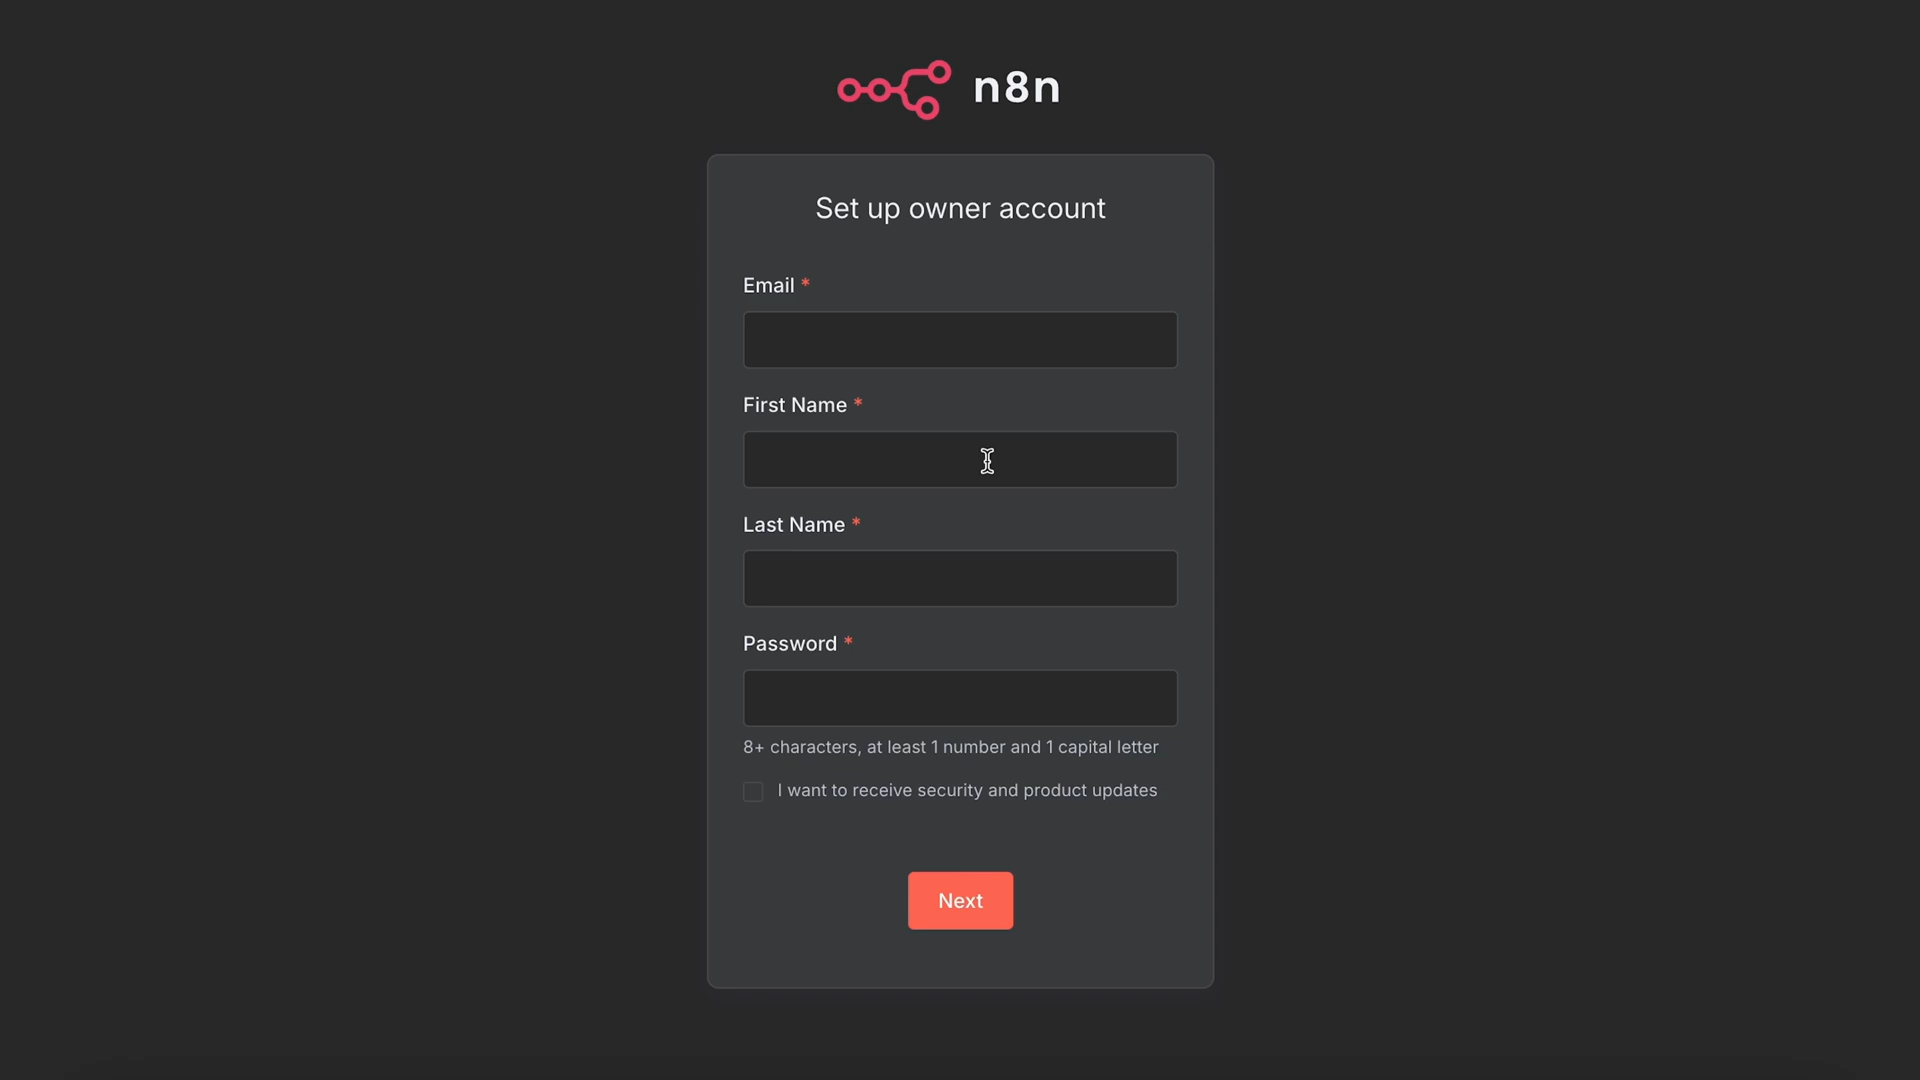 n8n
Set up owner account
Email *
First Name *
Last Name *
Password *
8+ characters, at least 1 number and 1 capital letter
I want to receive security and product updates
Next